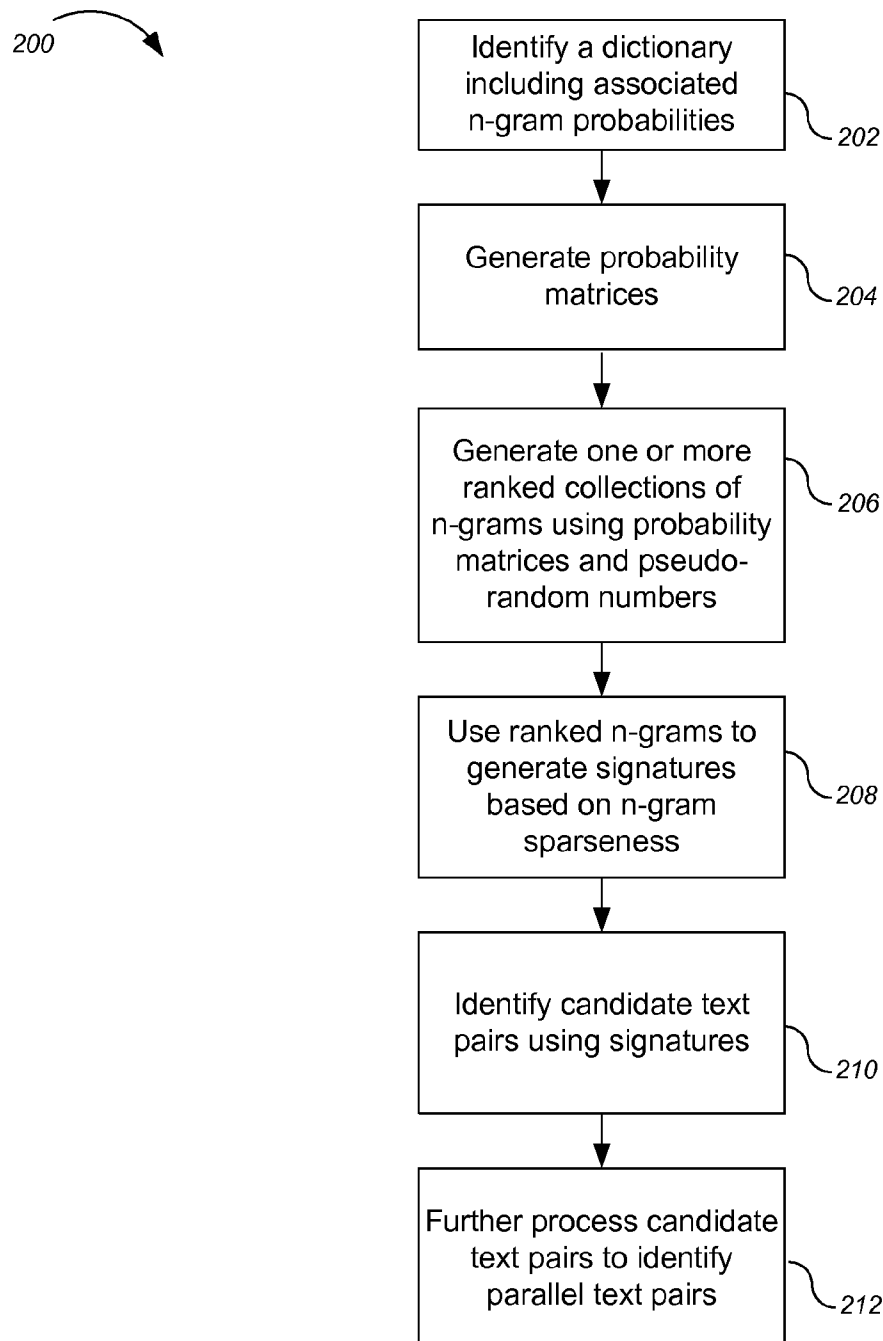 200
Identify a dictionary
including associated
n-gram probabilities
202
Generate probability
matrices
204
Generate one or more
ranked collections of
n-grams using probability
matrices and pseudo-
random numbers
206
Use ranked n-grams to
generate signatures
based on n-gram
sparseness
208
Identify candidate text
pairs using signatures
210
Further process candidate
text pairs to identify
parallel text pairs
212